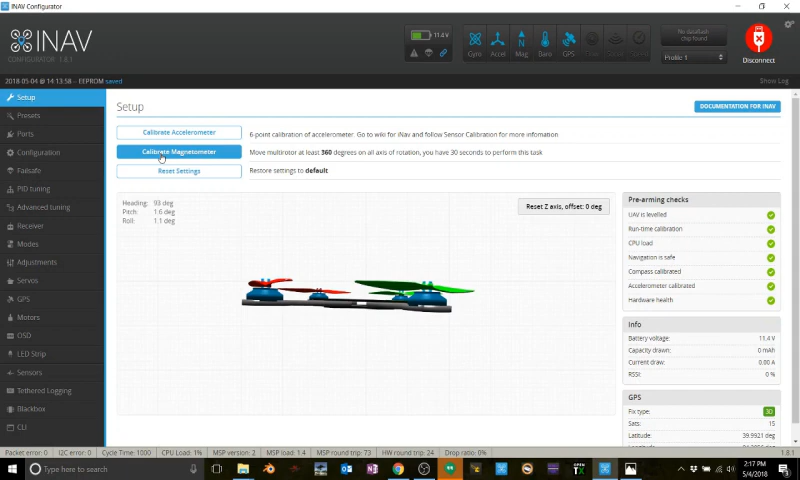 INAV Configurator
INAV
CONFIGURATOR 1.8.1
11.4 V
Gyro
Accel
Mag
Baro
GPS
No dataflash
chip found
Profile 1
Disconnect
2018-05-04 @ 14:13:58 -- EEPROM saved
Show Log
Setup
Presets
Ports
Configuration
Failsafe
PID tuning
Advanced tuning
Receiver
Modes
Adjustments
Servos
GPS
Motors
OSD
LED Strip
Sensors
Tethered Logging
Blackbox
CLI
Setup
DOCUMENTATION FOR INAV
Calibrate Accelerometer
6-point calibration of accelerometer. Go to wiki for iNav and follow Sensor Calibration for more infomation
Calibrate Magnetometer
Move multirotor at least 360 degrees on all axis of rotation, you have 30 seconds to perform this task
Reset Settings
Restore settings to default
Heading: 93 deg
Pitch: 1.6 deg
Roll: 1.1 deg
Reset Z axis, offset: 0 deg
Pre-arming checks
UAV is levelled
Run-time calibration
CPU load
Navigation is safe
Compass calibrated
Accelerometer calibrated
Hardware health
Info
Battery voltage: 11.4 V
Capacity drawn: 0 mAh
Current draw: 0.00 A
RSSI: 0 %
GPS
Fix type: 3D
Sats: 15
Latitude: 39.9921 deg
Packet error: 0
I2C error: 0
Cycle Time: 1000
CPU Load: 1%
MSP version: 2
MSP load: 1.4
MSP round trip: 73
HW round trip: 24
Drop ratio: 0%
1.8.1
Type here to search
OPEN
TX
2:17 PM
5/4/2018